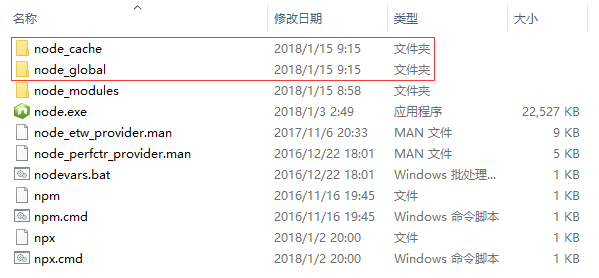 名称 修改日期 类型 大小
node_cache 2018/1/15 9:15 文件夹
node_global 2018/1/15 9:15 文件夹
node_modules 2018/1/15 8:58 文件夹
node.exe 2018/1/3 2:49 应用程序 22,527 KB
node_etw_provider.man 2017/11/6 20:33 MAN 文件 9 KB
node_perfctr_provider.man 2016/12/22 18:01 MAN 文件 5 KB
nodevars.bat 2016/12/22 18:01 Windows 批处理... 1 KB
npm 2016/11/16 19:45 文件 1 KB
npm.cmd 2016/11/16 19:45 Windows 命令脚本 1 KB
npx 2018/1/2 20:00 文件 1 KB
npx.cmd 2018/1/2 20:00 Windows 命令脚本 1 KB